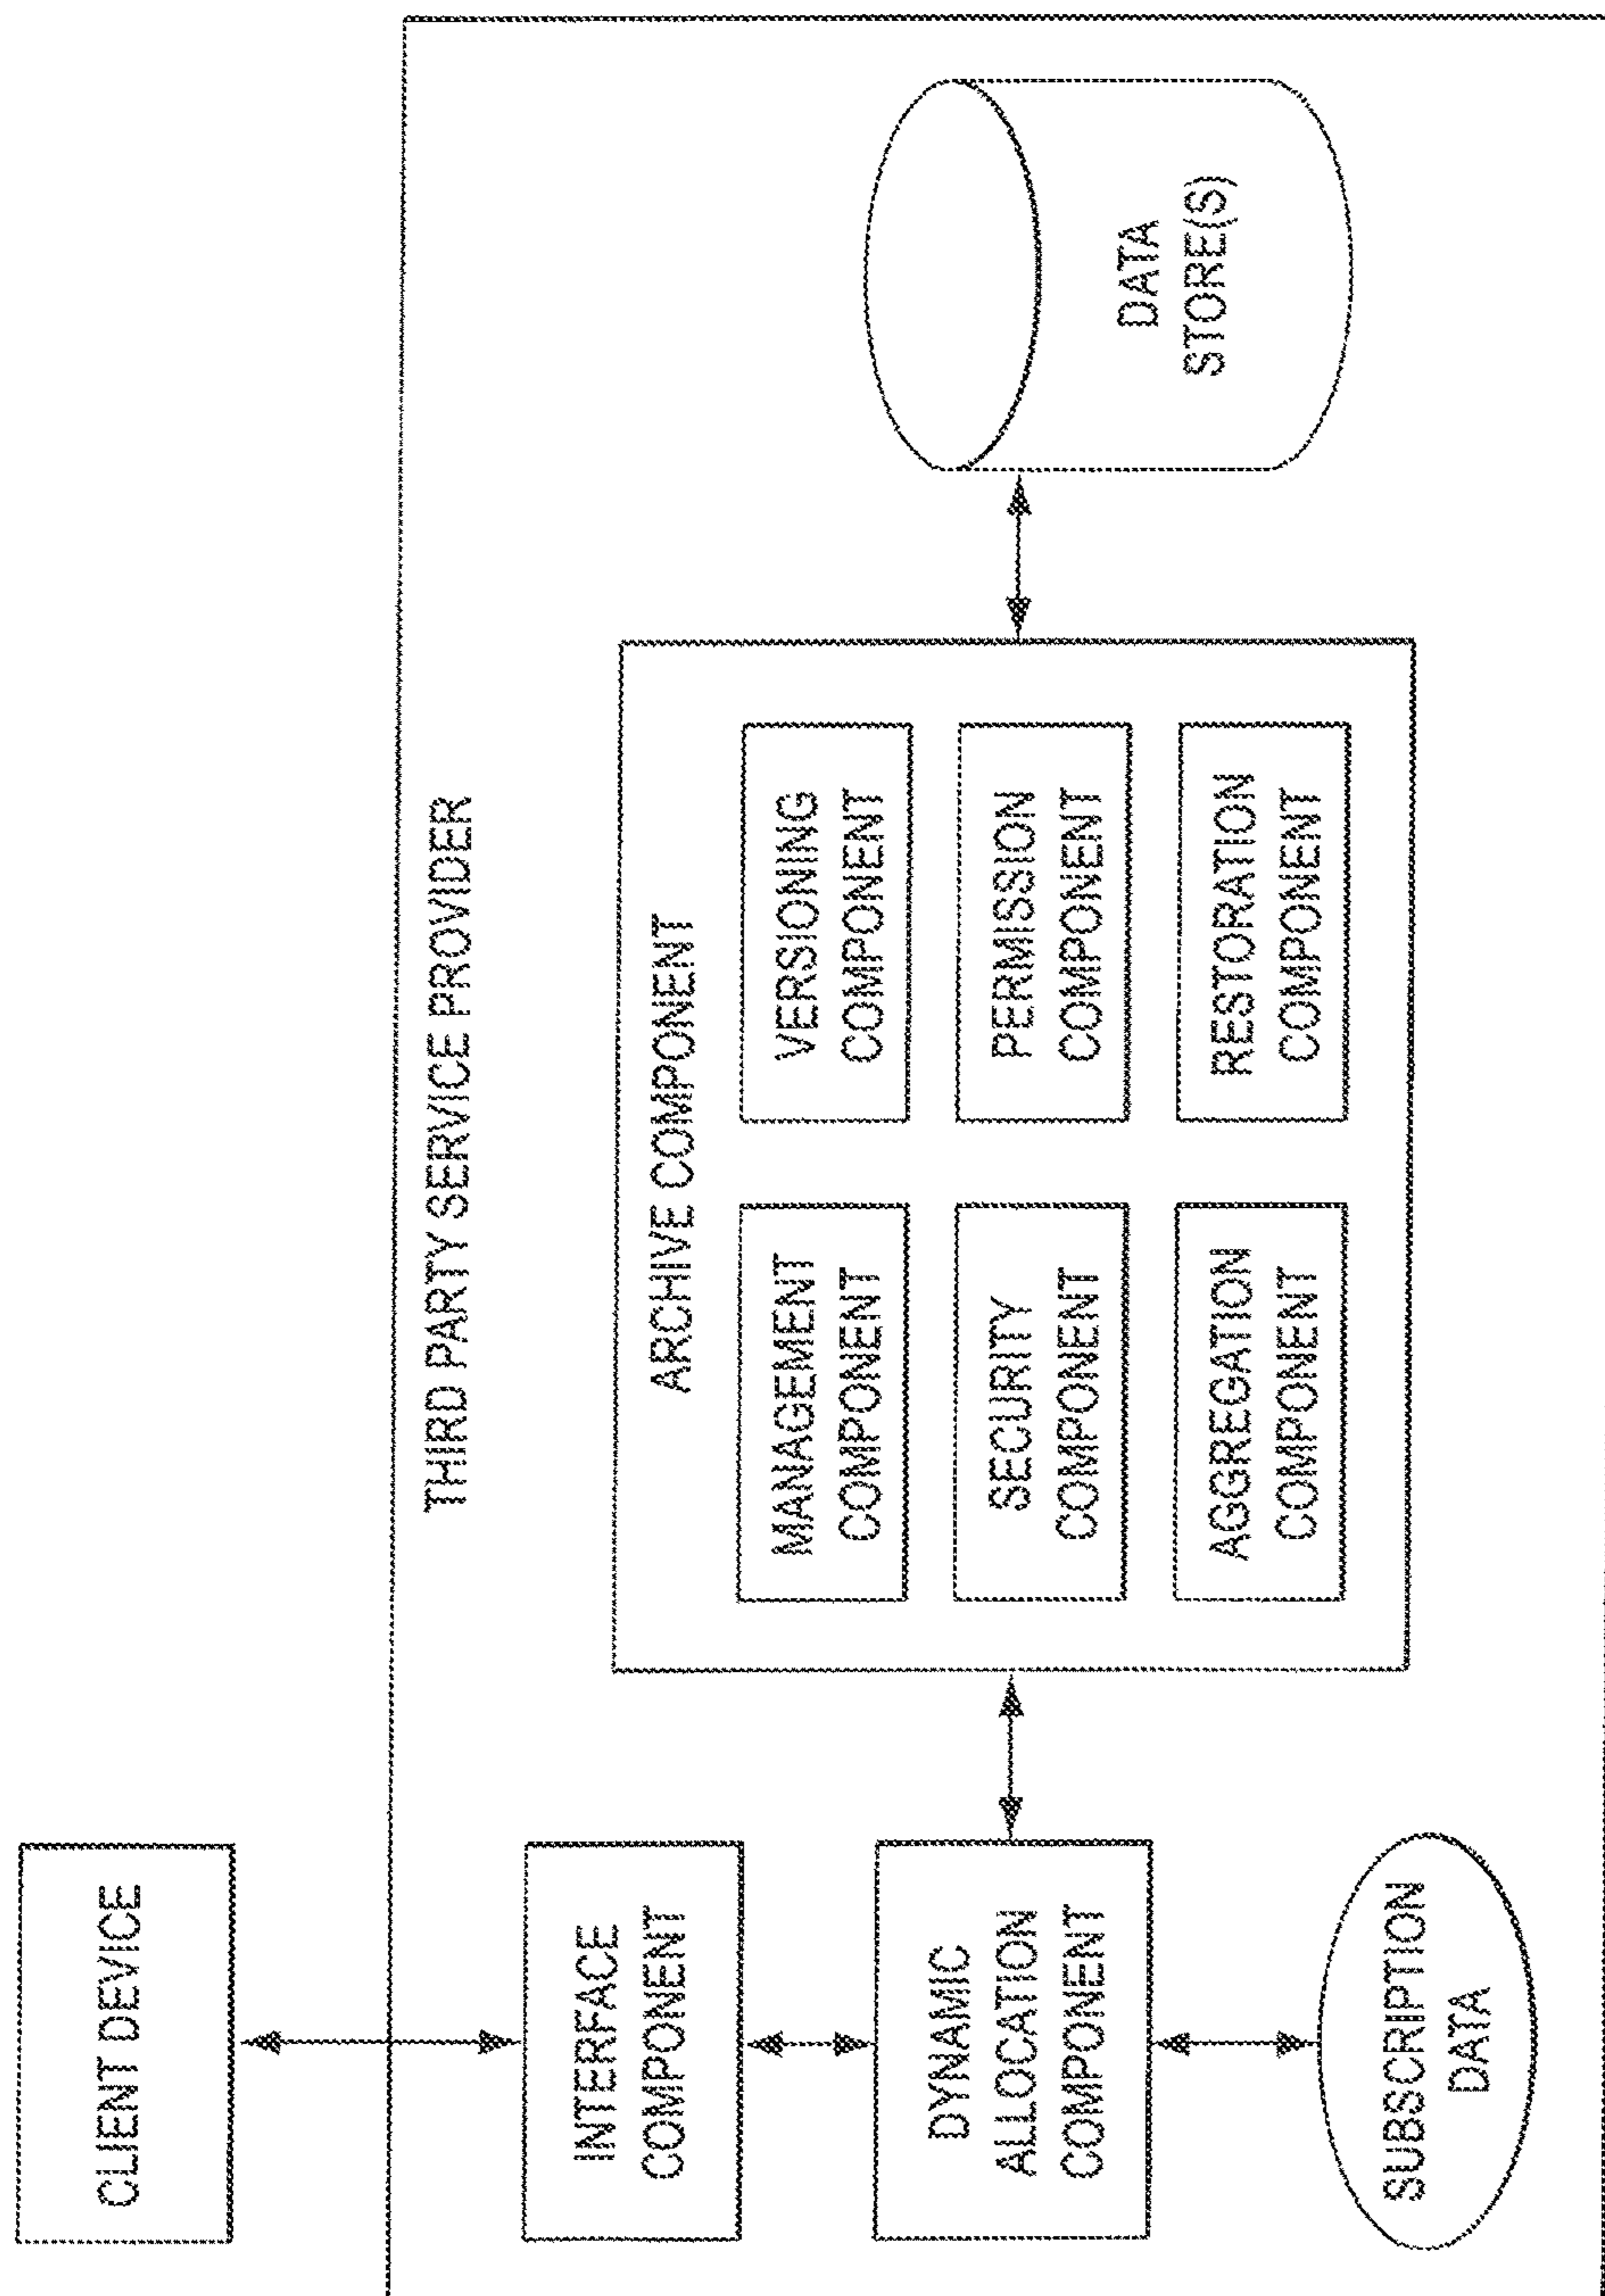 CLIENT DEVICE
THIRD PARTY SERVICE PROVIDER
INTERFACE
COMPONENT
DYNAMIC
ALLOCATION
COMPONENT
SUBSCRIPTION
DATA
ARCHIVE COMPONENT
MANAGEMENT
COMPONENT
VERSIONING
COMPONENT
SECURITY
COMPONENT
PERMISSION
COMPONENT
AGGREGATION
COMPONENT
RESTORATION
COMPONENT
DATA
STORE(S)